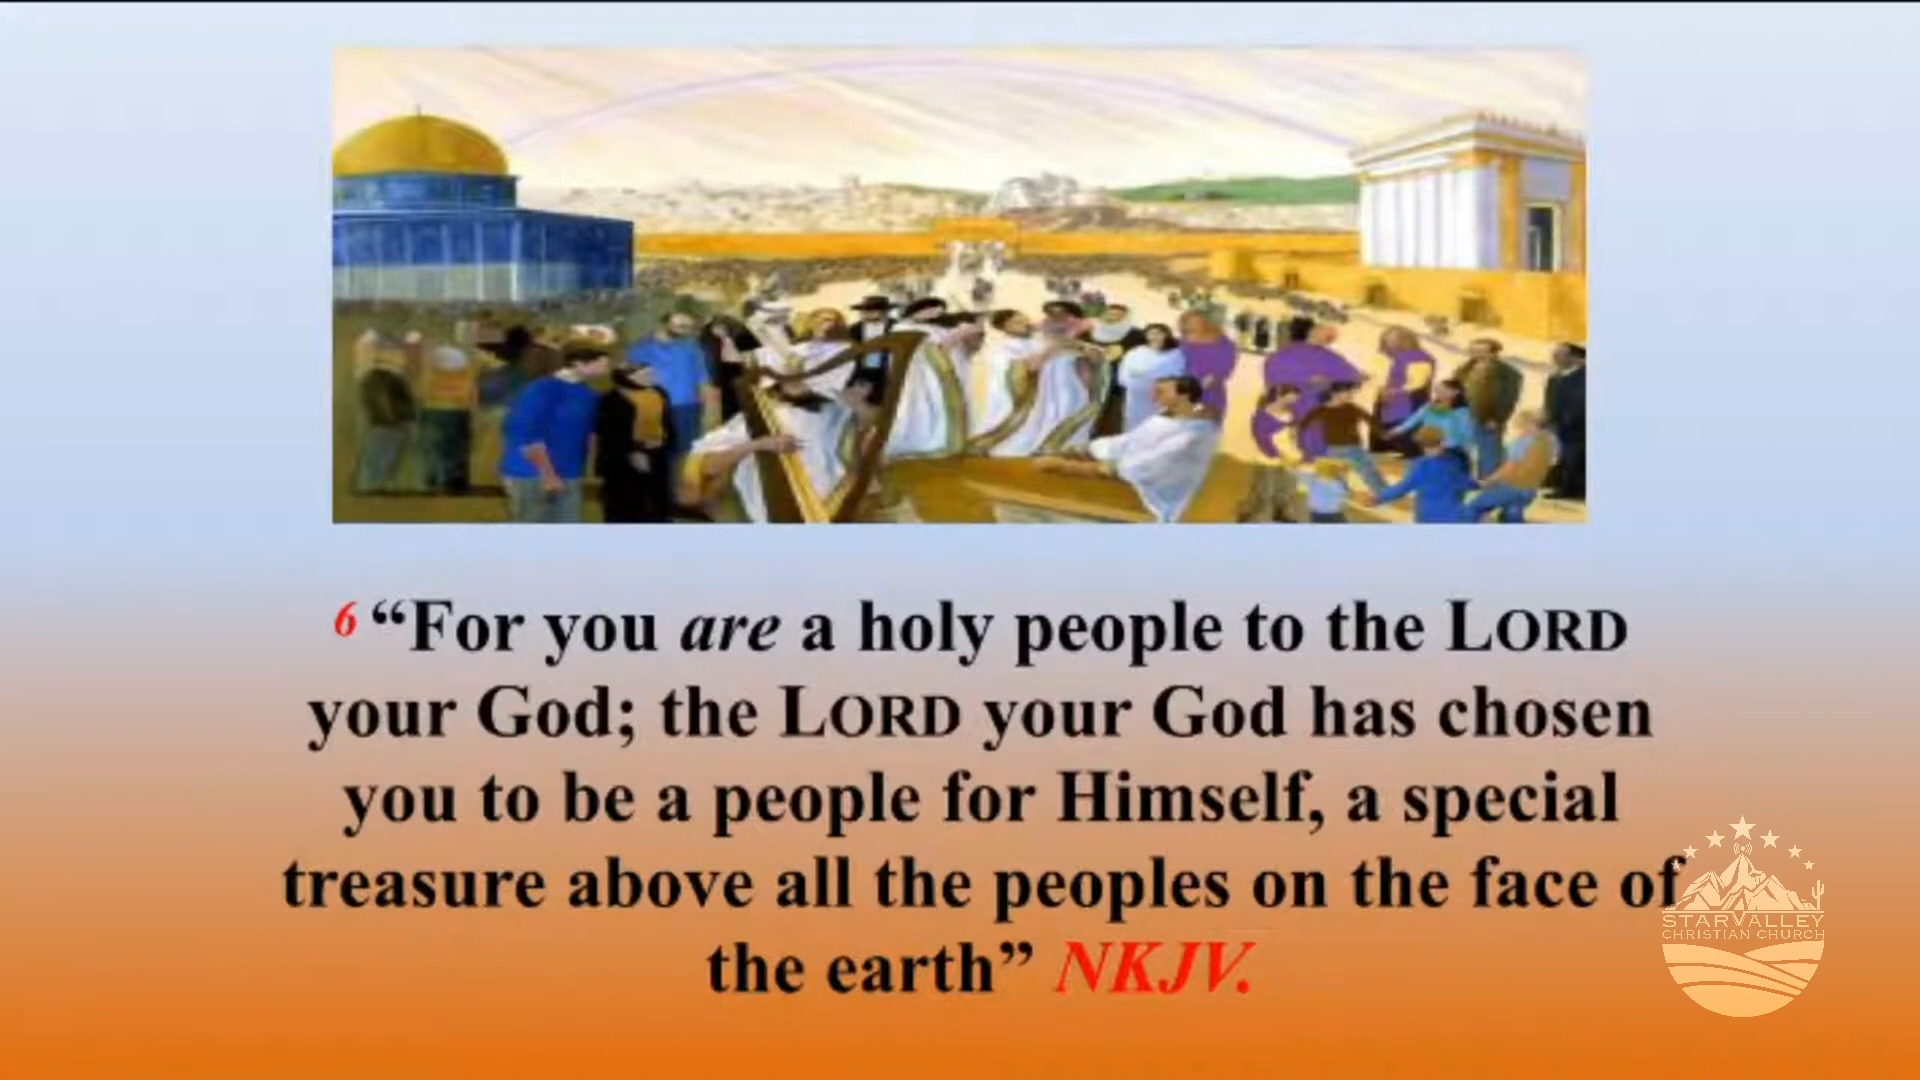 6 “For you are a holy people to the LORD
your God; the LORD your God has chosen
you to be a people for Himself, a special
treasure above all the peoples on the face of
the earth” NKJV.
STARVALLEY
CHRISTIAN CHURCH